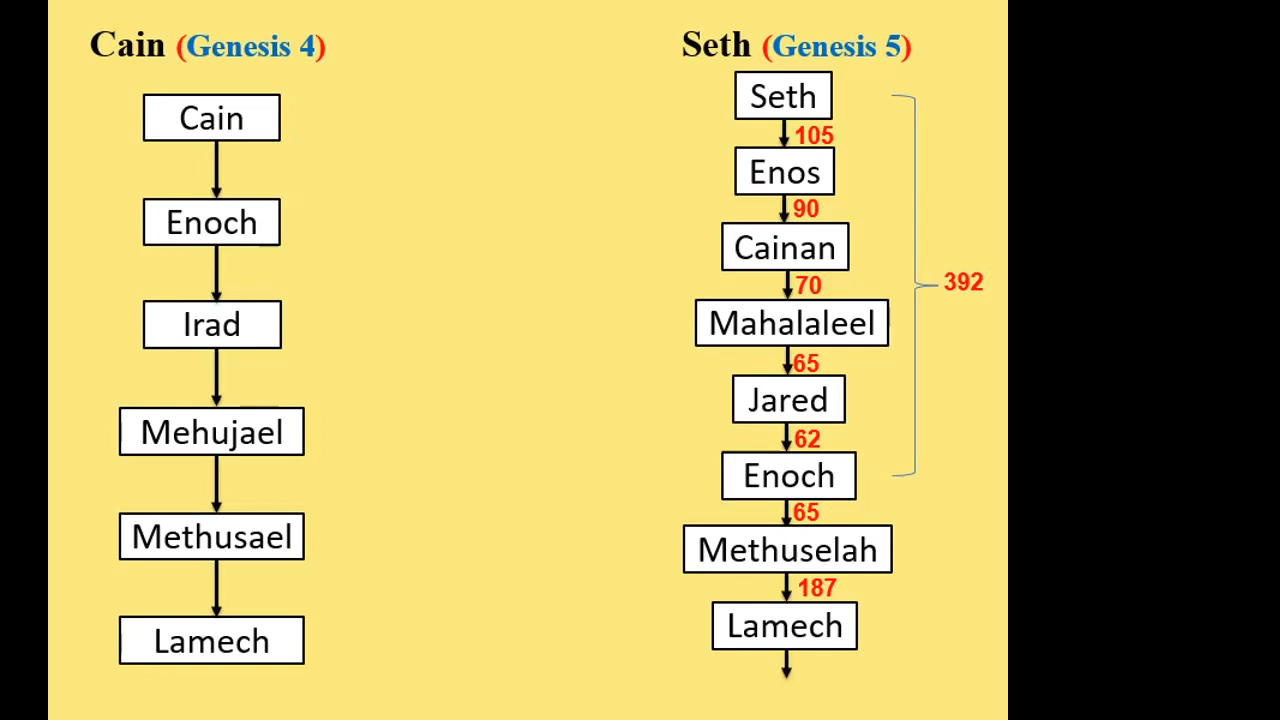 Cain (Genesis 4)
Cain
Enoch
Irad
Mehujael
Methusael
Lamech
Seth (Genesis 5)
Seth
105
Enos
90
Cainan
70
Mahalaleel
65
Jared
62
Enoch
65
Methuselah
187
Lamech
392